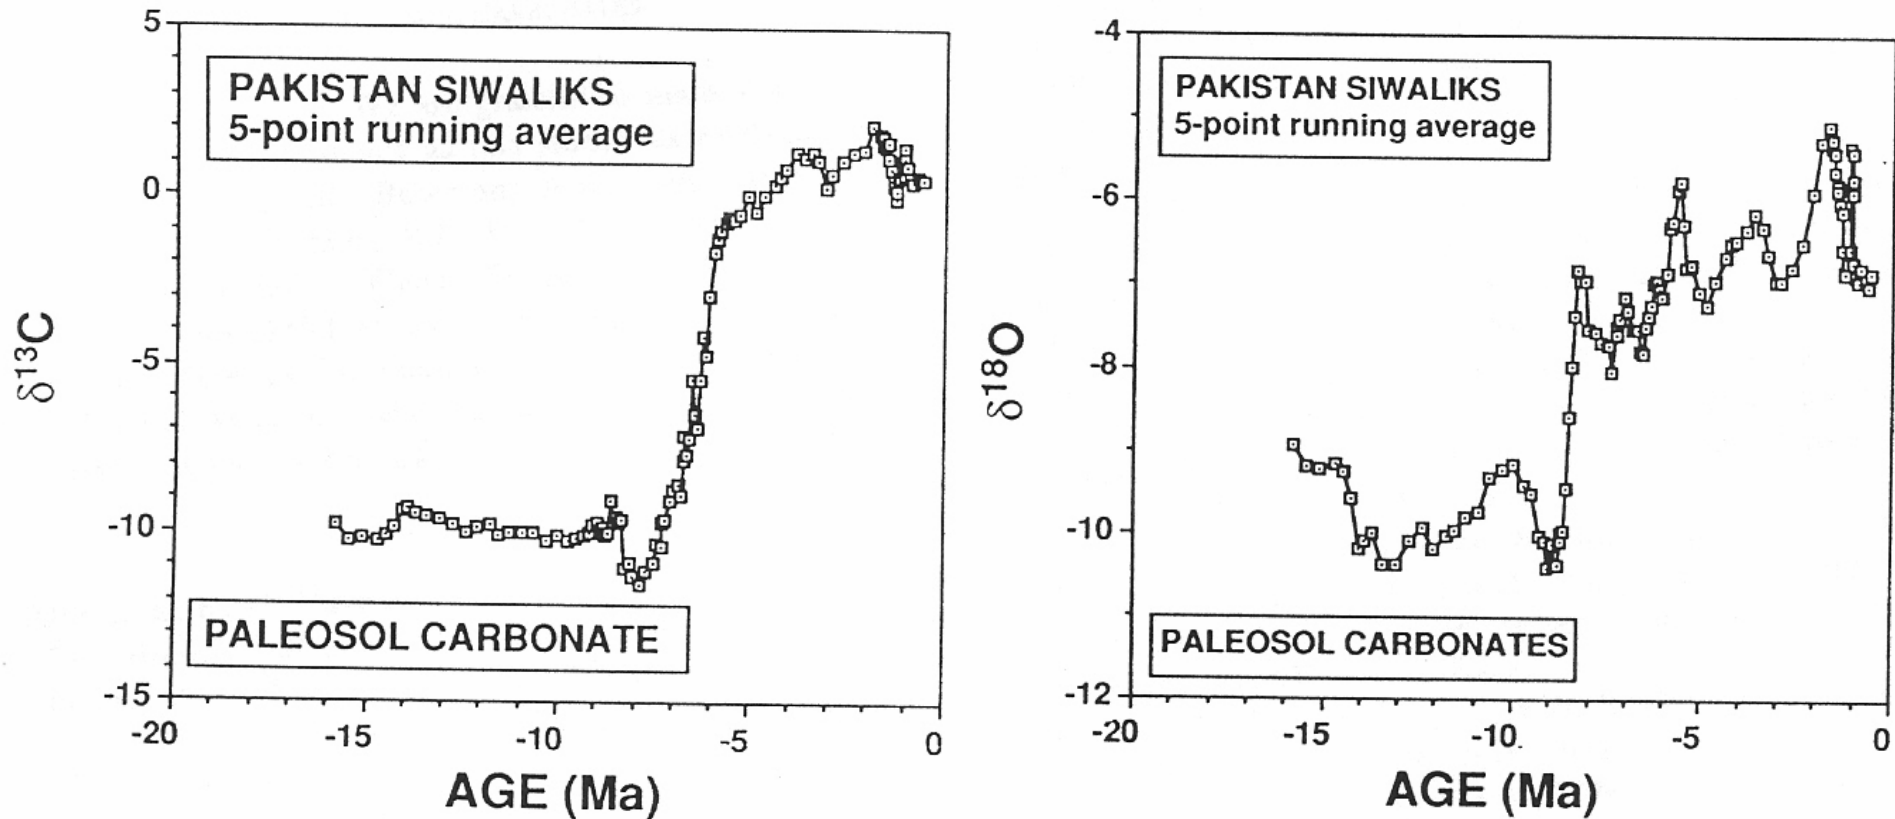 5
0
-5
-10
-15
δ13C
PAKISTAN SIWALIKS
5-point running average
PALEOSOL CARBONATE
-20
-15
-10
-5
0
AGE (Ma)
-4
-6
-8
-10
-12
δ18O
PAKISTAN SIWALIKS
5-point running average
PALEOSOL CARBONATES
-20
-15
-10
-5
0
AGE (Ma)